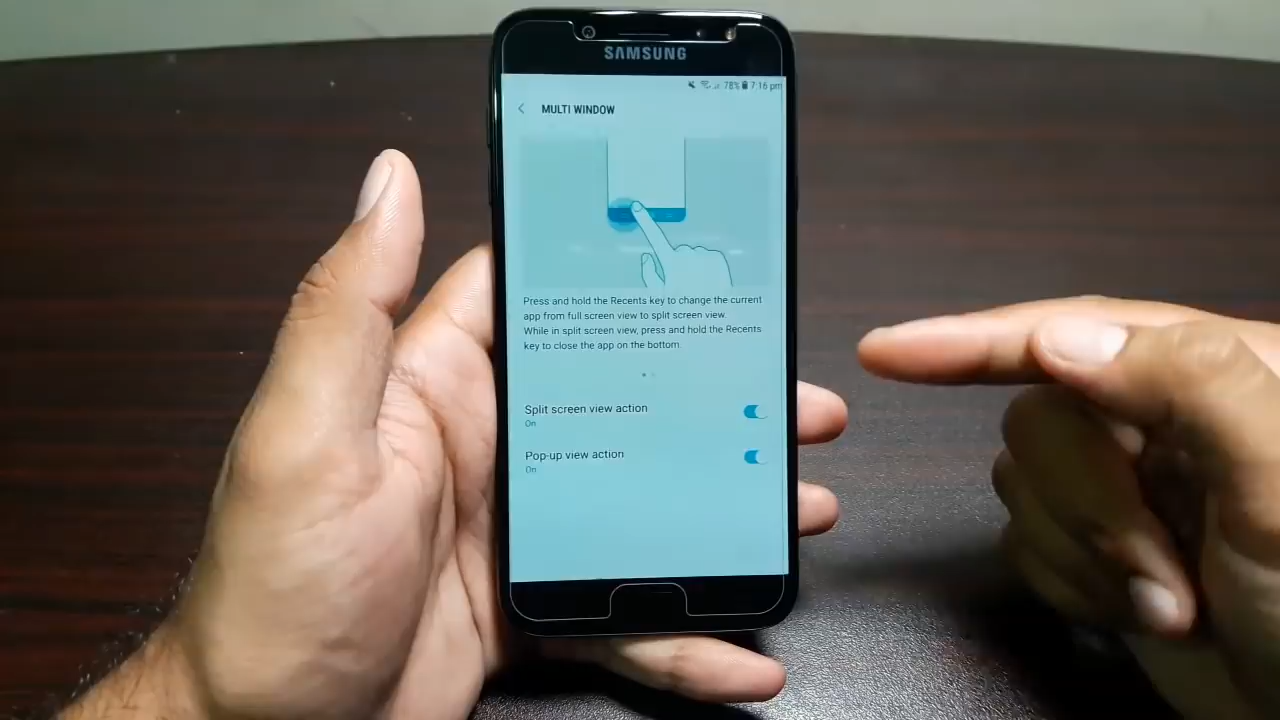 SAMSUNG
78% 7:16 pm
MULTI WINDOW
Press and hold the Recents key to change the current
app from full screen view to split screen view.
While in split screen view, press and hold the Recents
key to close the app on the bottom.
Split screen view action
On
Pop-up view action
On